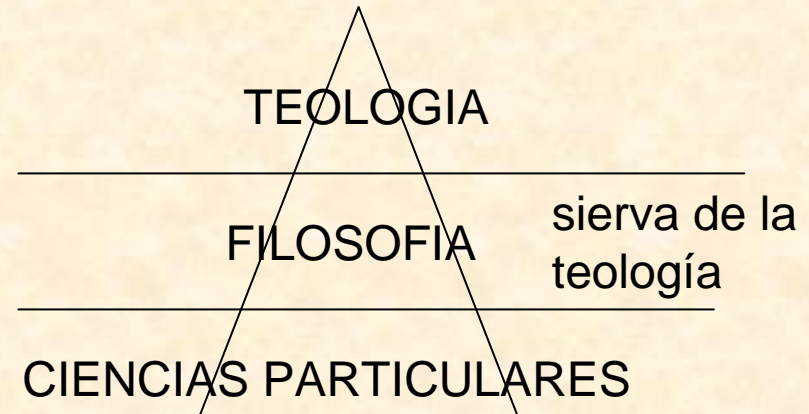 TEOLOGIA
FILOSOFIA
sierva de la
teología
CIENCIAS PARTICULARES